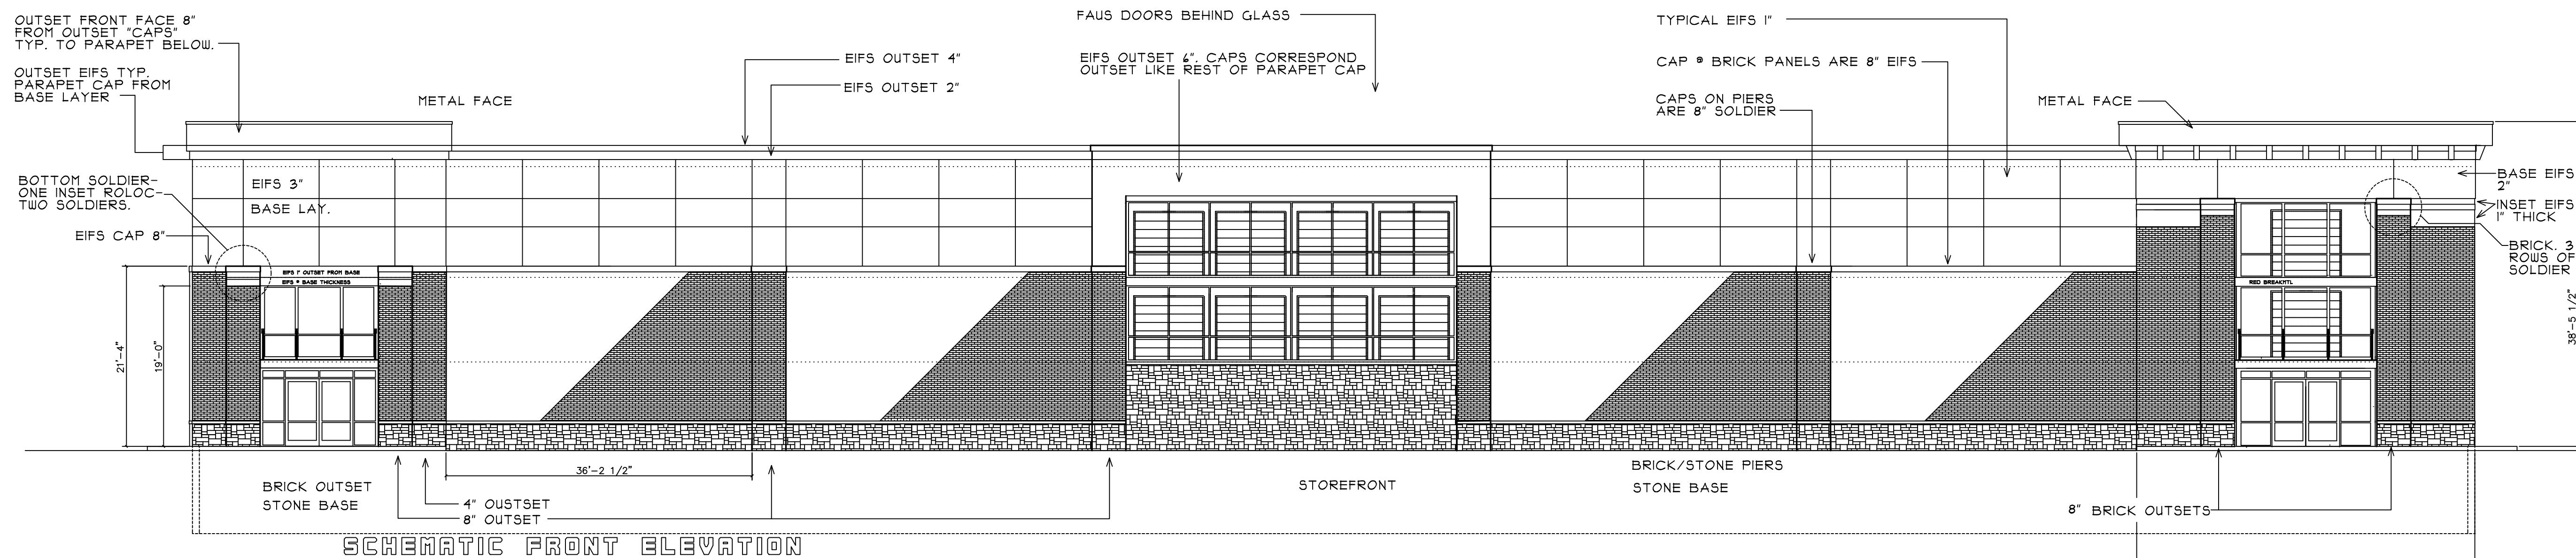 OUTSET FRONT FACE 8"
FROM OUTSET "CAPS"
TYP. TO PARAPET BELOW.
OUTSET EIFS TYP.
PARAPET CAP FROM
BASE LAYER
METAL FACE
EIFS OUTSET 4"
EIFS OUTSET 2"
FAUS DOORS BEHIND GLASS
EIFS OUTSET 6". CAPS CORRESPOND
OUTSET LIKE REST OF PARAPET CAP
TYPICAL EIFS 1"
CAP @ BRICK PANELS ARE 8" EIFS
CAPS ON PIERS
ARE 8" SOLDIER
METAL FACE
BOTTOM SOLDIER-
ONE INSET ROLOC-
TWO SOLDIERS.
EIFS CAP 8"
EIFS 3"
BASE LAY.
EIFS 1" OUTSET FROM BASE
EIFS @ BASE THICKNESS
BASE EIFS
2"
INSET EIFS
1" THICK
BRICK. 3
ROWS OF
SOLDIER
RED BREAKMTL
21'-4"
19'-0"
38'-5 1/2"
36'-2 1/2"
BRICK OUTSET
STONE BASE
4" OUSTSET
8" OUTSET
STOREFRONT
BRICK/STONE PIERS
STONE BASE
8" BRICK OUTSETS
SCHEMATIC FRONT ELEVATION